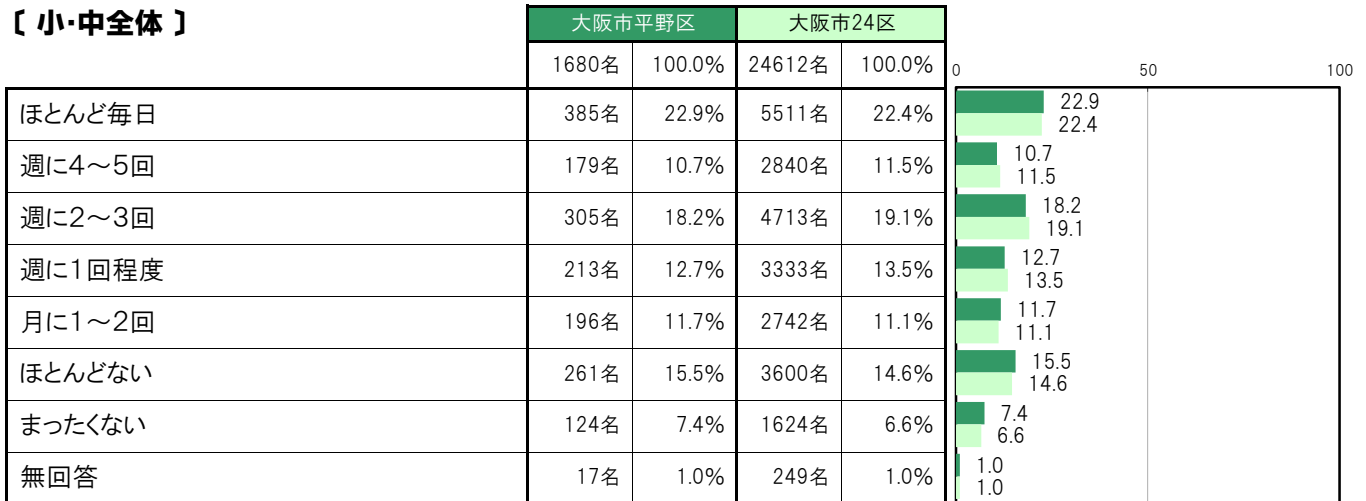 〔 小・中全体 〕
大阪市平野区 大阪市24区
1680名 100.0% 24612名 100.0%
0 50 100
ほとんど毎日 385名 22.9% 5511名 22.4% 22.9
22.4
週に4～5回 179名 10.7% 2840名 11.5% 10.7
11.5
週に2～3回 305名 18.2% 4713名 19.1% 18.2
19.1
週に1回程度 213名 12.7% 3333名 13.5% 12.7
13.5
月に1～2回 196名 11.7% 2742名 11.1% 11.7
11.1
ほとんどない 261名 15.5% 3600名 14.6% 15.5
14.6
まったくない 124名 7.4% 1624名 6.6% 7.4
6.6
無回答 17名 1.0% 249名 1.0% 1.0
1.0